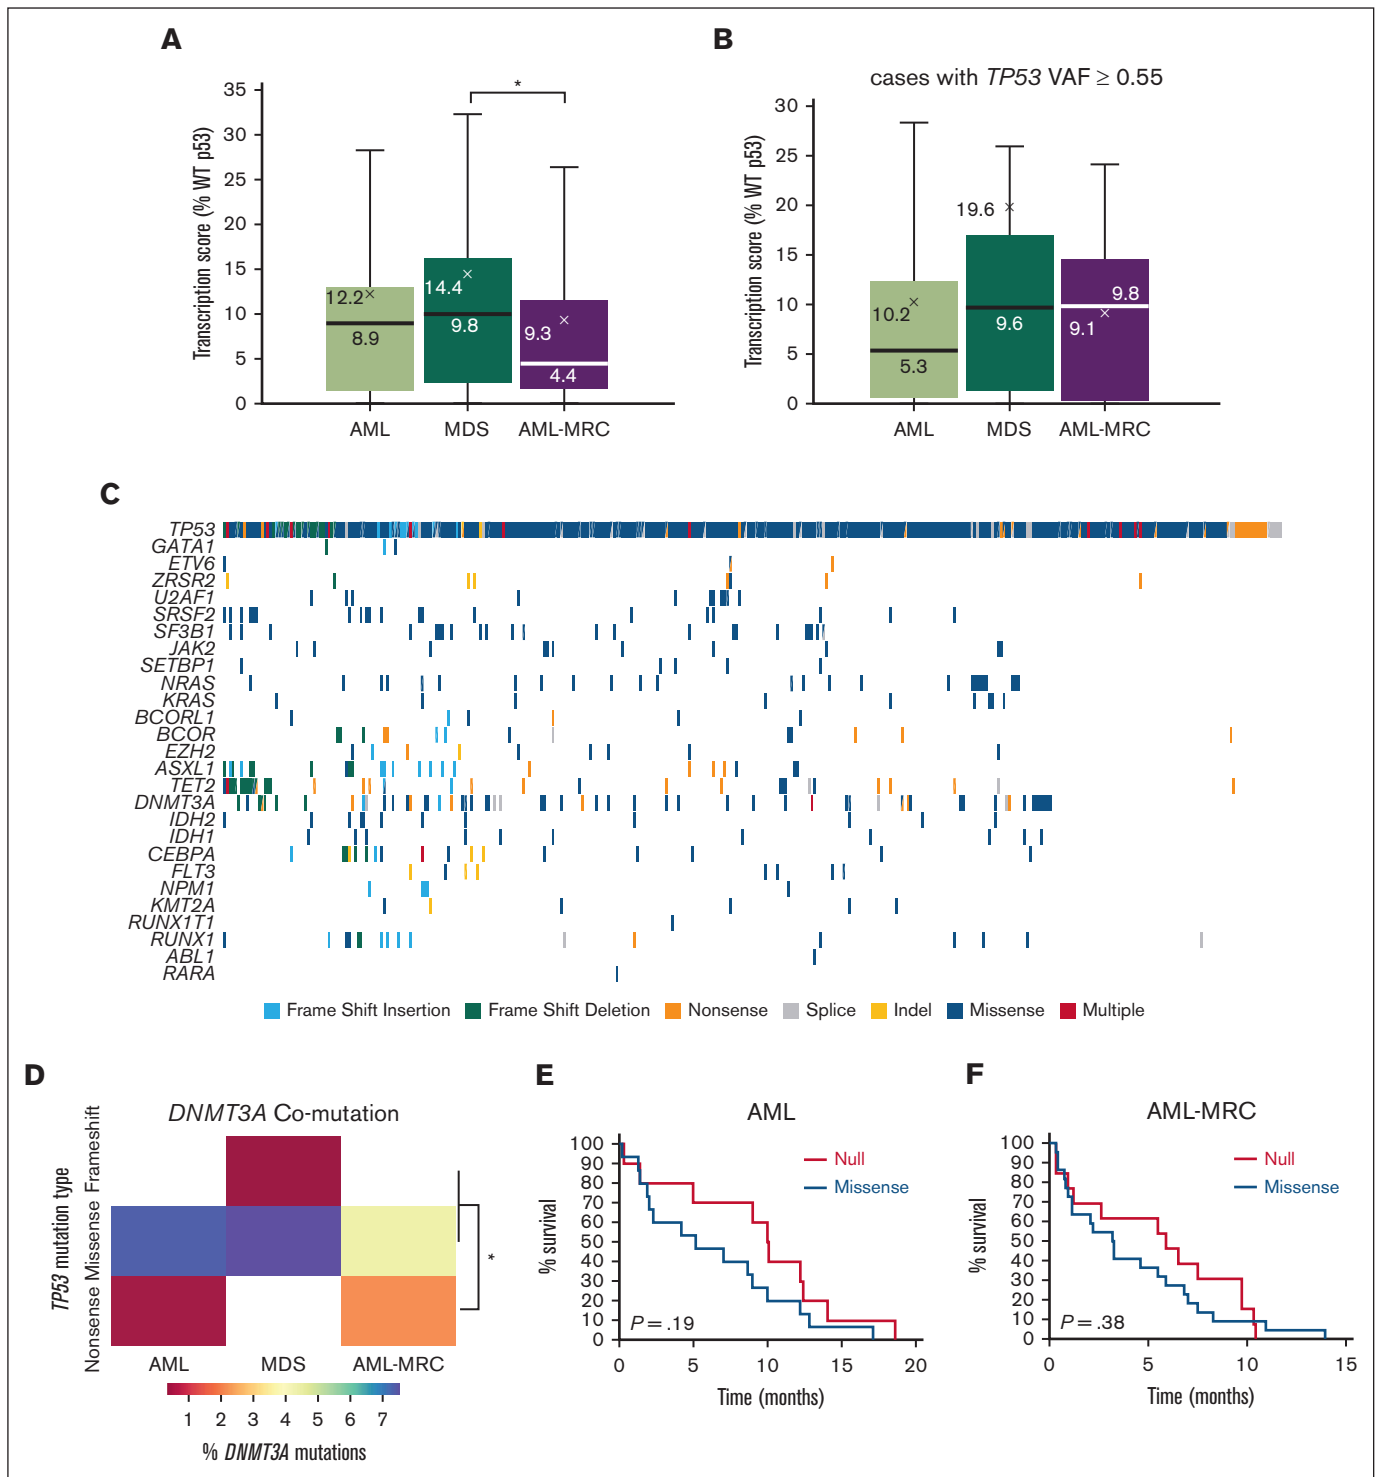 A
Transcription score (% WT p53)
35
30
25
20
15
10
5
0
*
12.2
8.9
14.4
9.8
9.3
4.4
AML
MDS
AML-MRC
B
cases with TP53 VAF ≥ 0.55
Transcription score (% WT p53)
30
25
20
15
10
5
0
10.2
5.3
19.6
9.6
9.8
9.1
AML
MDS
AML-MRC
C
TP53
GATA1
ETV6
ZRSR2
U2AF1
SRSF2
SF3B1
JAK2
SETBP1
NRAS
KRAS
BCORL1
BCOR
EZH2
ASXL1
TET2
DNMT3A
IDH2
IDH1
CEBPA
FLT3
NPM1
KMT2A
RUNX1T1
RUNX1
ABL1
RARA
Frame Shift Insertion
Frame Shift Deletion
Nonsense
Splice
Indel
Missense
Multiple
D
DNMT3A Co-mutation
TP53 mutation type
Nonsense Missense Frameshift
*
AML
MDS
AML-MRC
1 2 3 4 5 6 7
% DNMT3A mutations
E
AML
% survival
100
90
80
70
60
50
40
30
20
10
0
Null
Missense
P = .19
0 5 10 15 20
Time (months)
F
AML-MRC
% survival
100
90
80
70
60
50
40
30
20
10
0
Null
Missense
P = .38
0 5 10 15
Time (months)